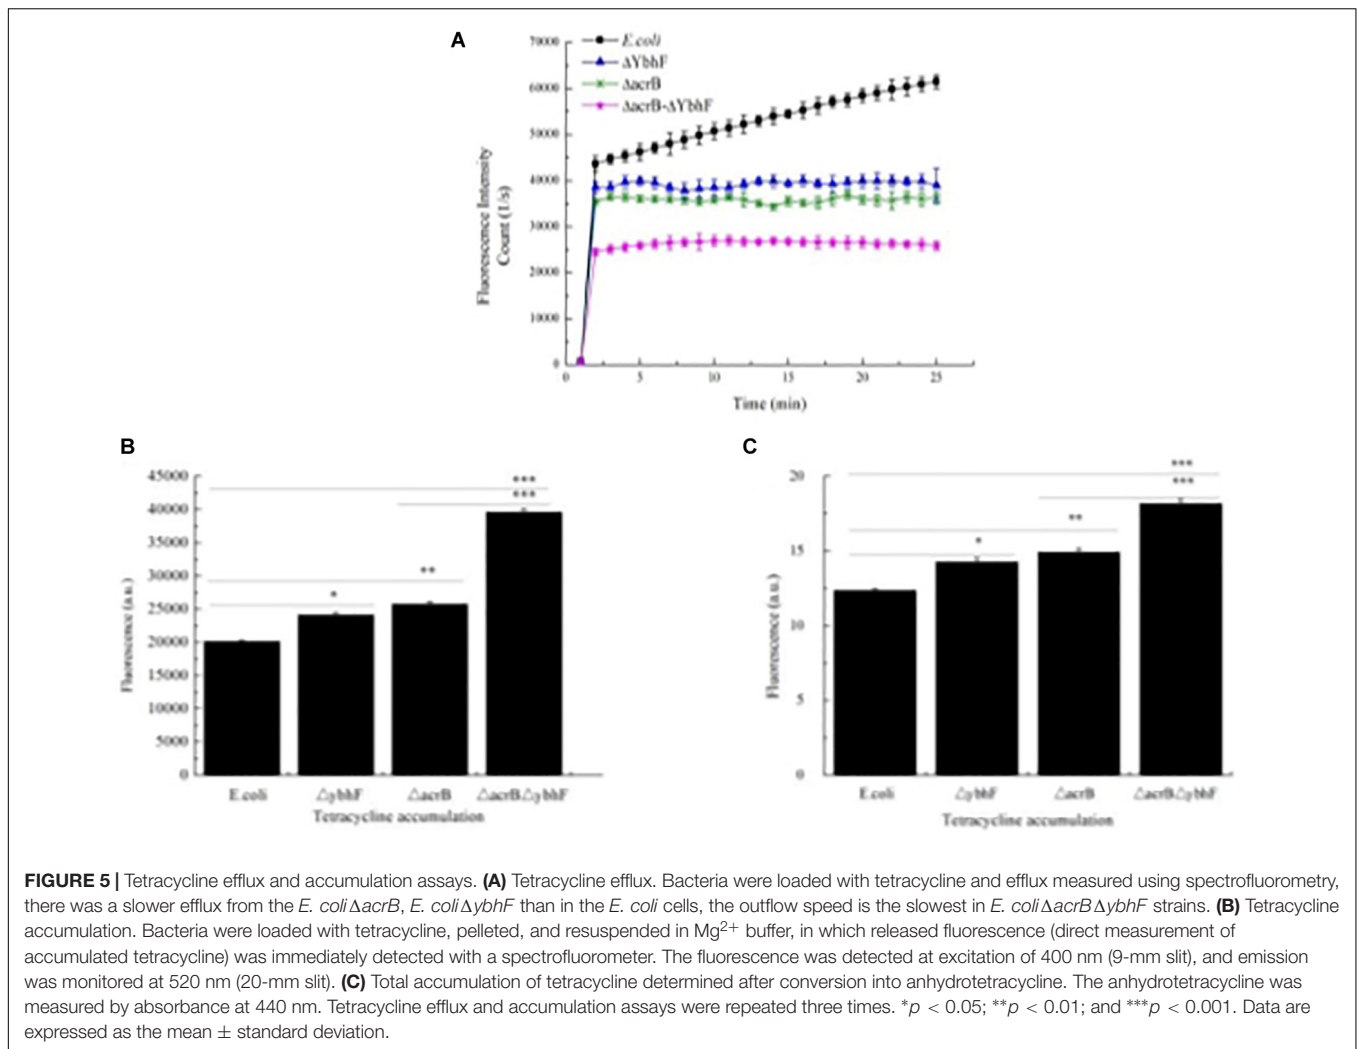 A
70000
60000
50000
40000
30000
20000
10000
0
E.coli
ΔYbhF
ΔacrB
ΔacrB-ΔYbhF
Fluorescence Intensity
Count (1/s)
0 5 10 15 20 25
Time (min)
B
45000
40000
35000
30000
25000
20000
15000
10000
5000
0
Fluorescence (a.u.)
***
***
**
*
E.coli △ybhF △acrB △acrB△ybhF
Tetracycline accumulation
C
20
15
10
5
0
Fluorescence (a.u.)
***
***
**
*
E.coli △ybhF △acrB △acrB△ybhF
Tetracycline accumulation
FIGURE 5 | Tetracycline efflux and accumulation assays. (A) Tetracycline efflux. Bacteria were loaded with tetracycline and efflux measured using spectrofluorometry,
there was a slower efflux from the E. coliΔacrB, E. coliΔybhF than in the E. coli cells, the outflow speed is the slowest in E. coliΔacrBΔybhF strains. (B) Tetracycline
accumulation. Bacteria were loaded with tetracycline, pelleted, and resuspended in Mg²⁺ buffer, in which released fluorescence (direct measurement of
accumulated tetracycline) was immediately detected with a spectrofluorometer. The fluorescence was detected at excitation of 400 nm (9-mm slit), and emission
was monitored at 520 nm (20-mm slit). (C) Total accumulation of tetracycline determined after conversion into anhydrotetracycline. The anhydrotetracycline was
measured by absorbance at 440 nm. Tetracycline efflux and accumulation assays were repeated three times. *p < 0.05; **p < 0.01; and ***p < 0.001. Data are
expressed as the mean ± standard deviation.